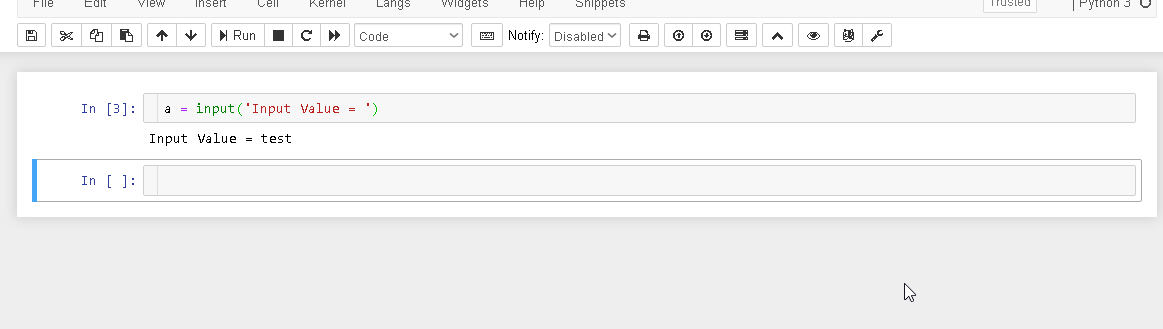 File Edit View Insert Cell Kernel Langs Widgets Help Snippets Trusted Python 3
Run Code Notify: Disabled
In [3]: a = input('Input Value = ')
Input Value = test
In [ ]: